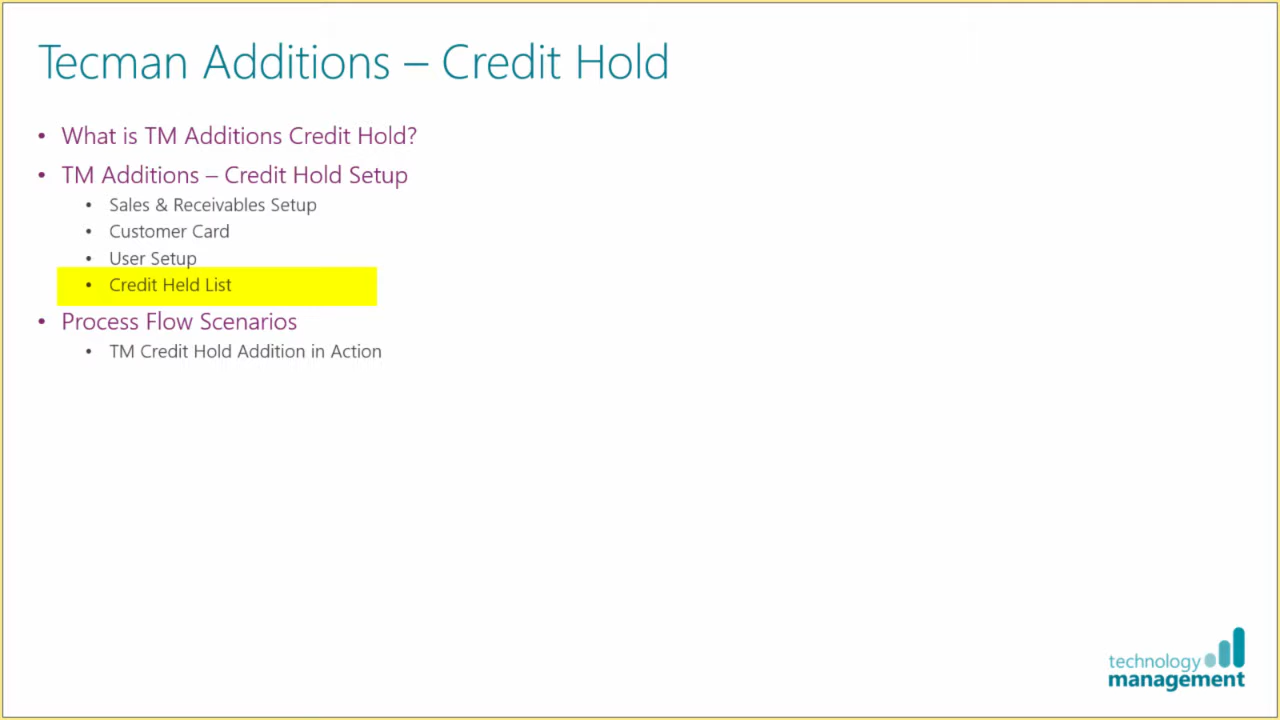 Tecman Additions – Credit Hold
• What is TM Additions Credit Hold?
• TM Additions – Credit Hold Setup
• Sales & Receivables Setup
• Customer Card
• User Setup
• Credit Held List
• Process Flow Scenarios
• TM Credit Hold Addition in Action
technology
management